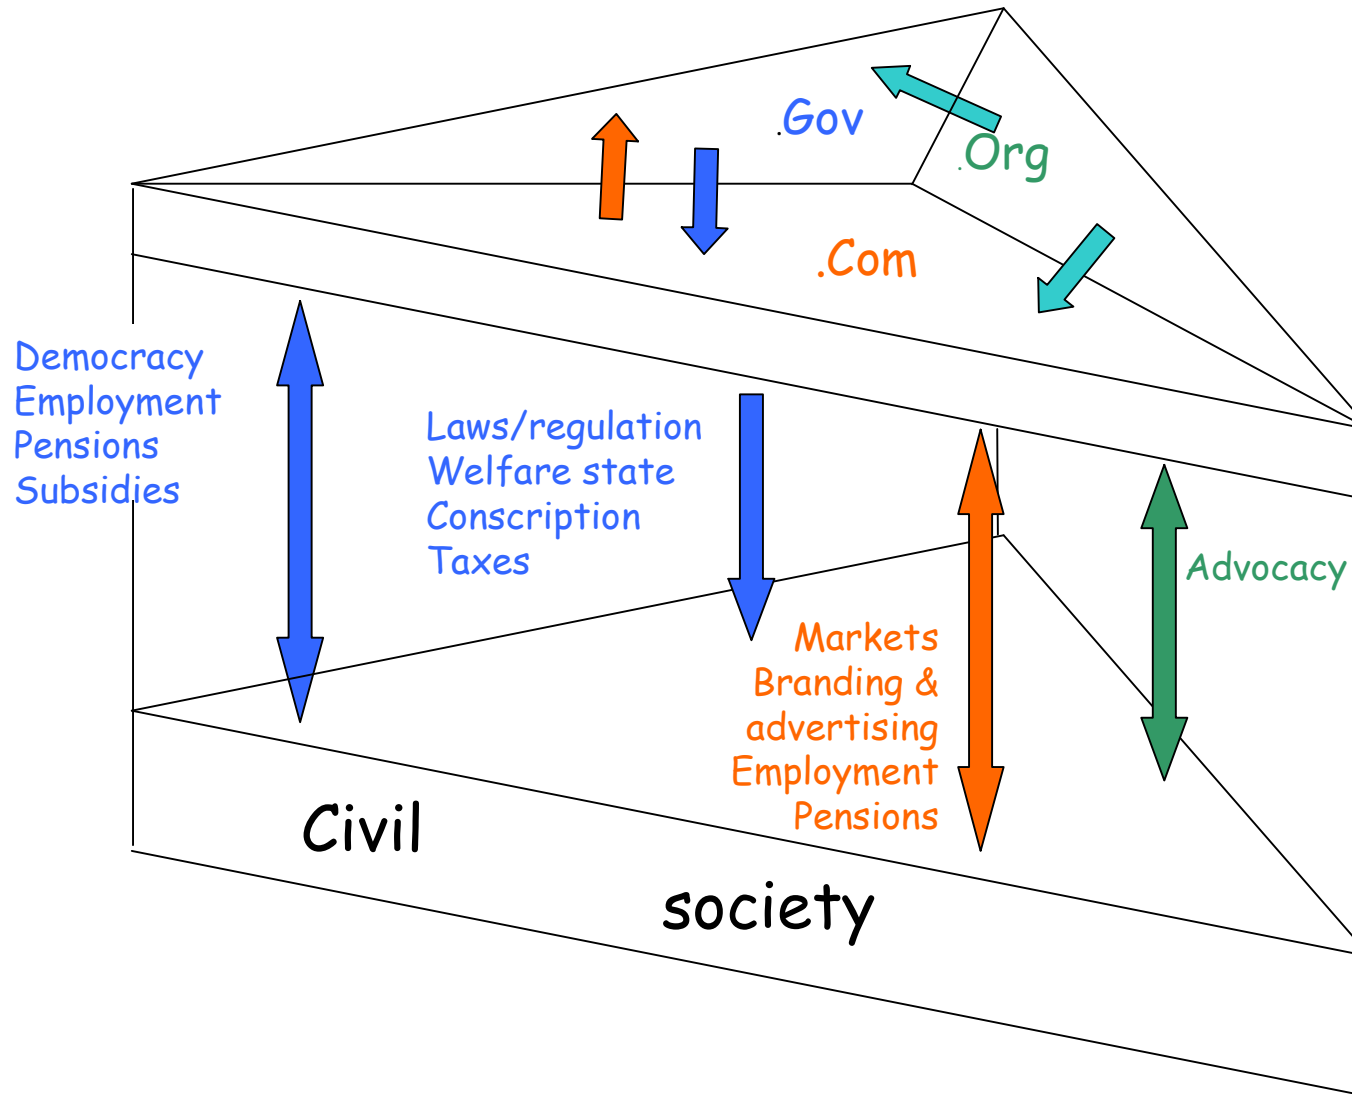 .Gov
.Org
.Com
Democracy
Employment
Pensions
Subsidies
Laws/regulation
Welfare state
Conscription
Taxes
Advocacy
Markets
Branding &
advertising
Employment
Pensions
Civil
society